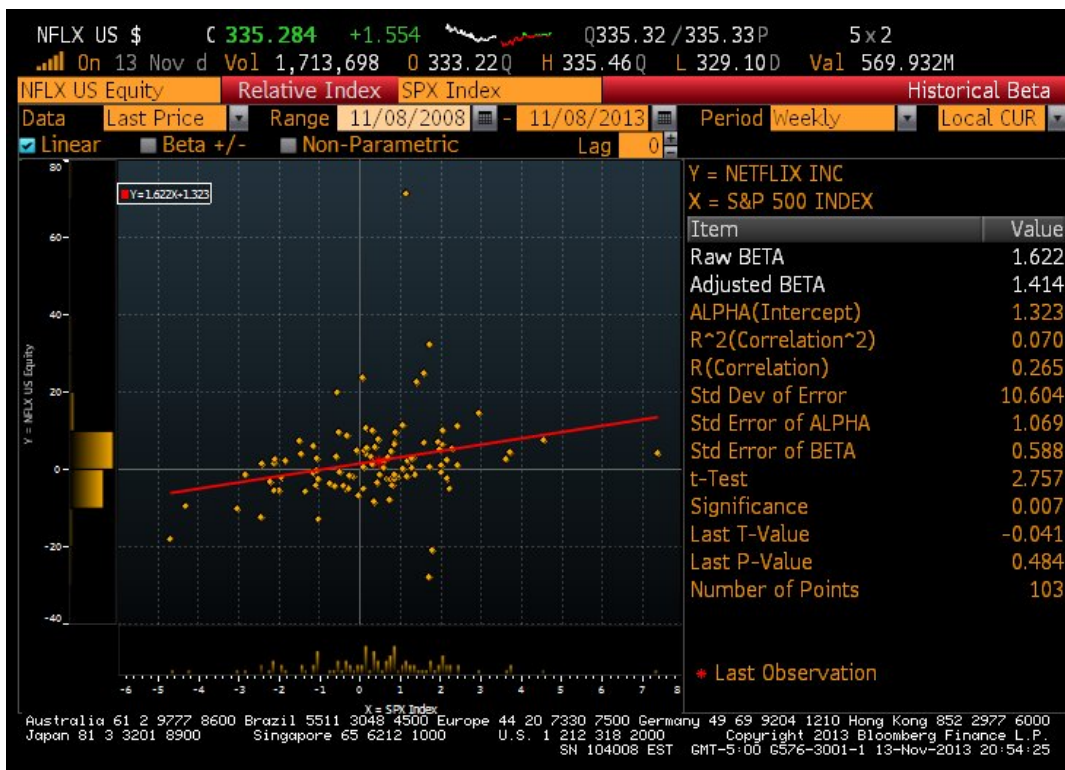 NFLX US $ C 335.284 +1.554 Q335.32/335.33P 5x2
On 13 Nov d Vol 1,713,698 O 333.22Q H 335.46Q L 329.10D Val 569.932M
NFLX US Equity Relative Index SPX Index Historical Beta
Data Last Price Range 11/08/2008 - 11/08/2013 Period Weekly Local CUR
Linear Beta +/- Non-Parametric Lag 0
Y = NETFLIX INC
X = S&P 500 INDEX
Item Value
Raw BETA 1.622
Adjusted BETA 1.414
ALPHA(Intercept) 1.323
R^2(Correlation^2) 0.070
R(Correlation) 0.265
Std Dev of Error 10.604
Std Error of ALPHA 1.069
Std Error of BETA 0.588
t-Test 2.757
Significance 0.007
Last T-Value -0.041
Last P-Value 0.484
Number of Points 103
* Last Observation
Y=1.622X+1.323
80
60
40
20
0
-20
-40
Y = NFLX US Equity
-6 -5 -4 -3 -2 -1 0 1 2 3 4 5 6 7 8
X = SPX Index
Australia 61 2 9777 8600 Brazil 5511 3048 4500 Europe 44 20 7330 7500 Germany 49 69 9204 1210 Hong Kong 852 2977 6000
Japan 81 3 3201 8900 Singapore 65 6212 1000 U.S. 1 212 318 2000 Copyright 2013 Bloomberg Finance L.P.
SN 104008 EST GMT-5:00 G576-3001-1 13-Nov-2013 20:54:25